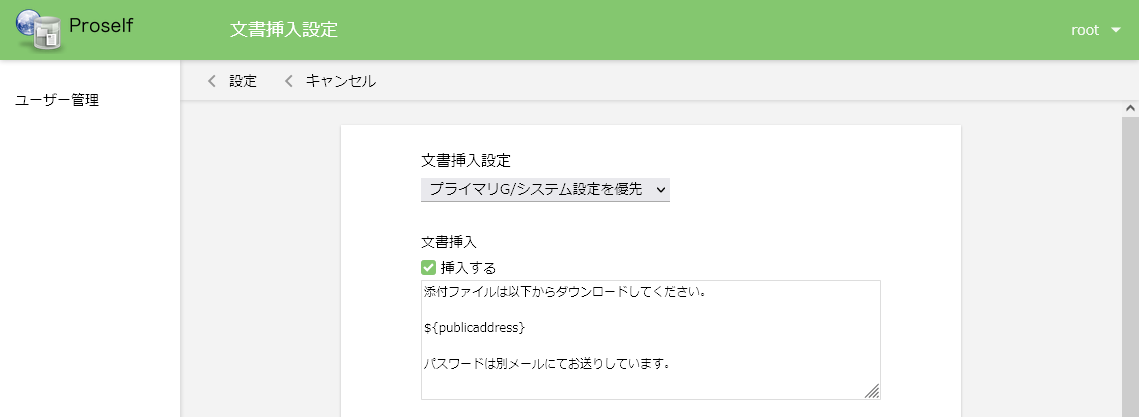 Proself
文書挿入設定
root
ユーザー管理
設定
キャンセル
文書挿入設定
プライマリG/システム設定を優先
文書挿入
挿入する
添付ファイルは以下からダウンロードしてください。
${publicaddress}
パスワードは別メールにてお送りしています。